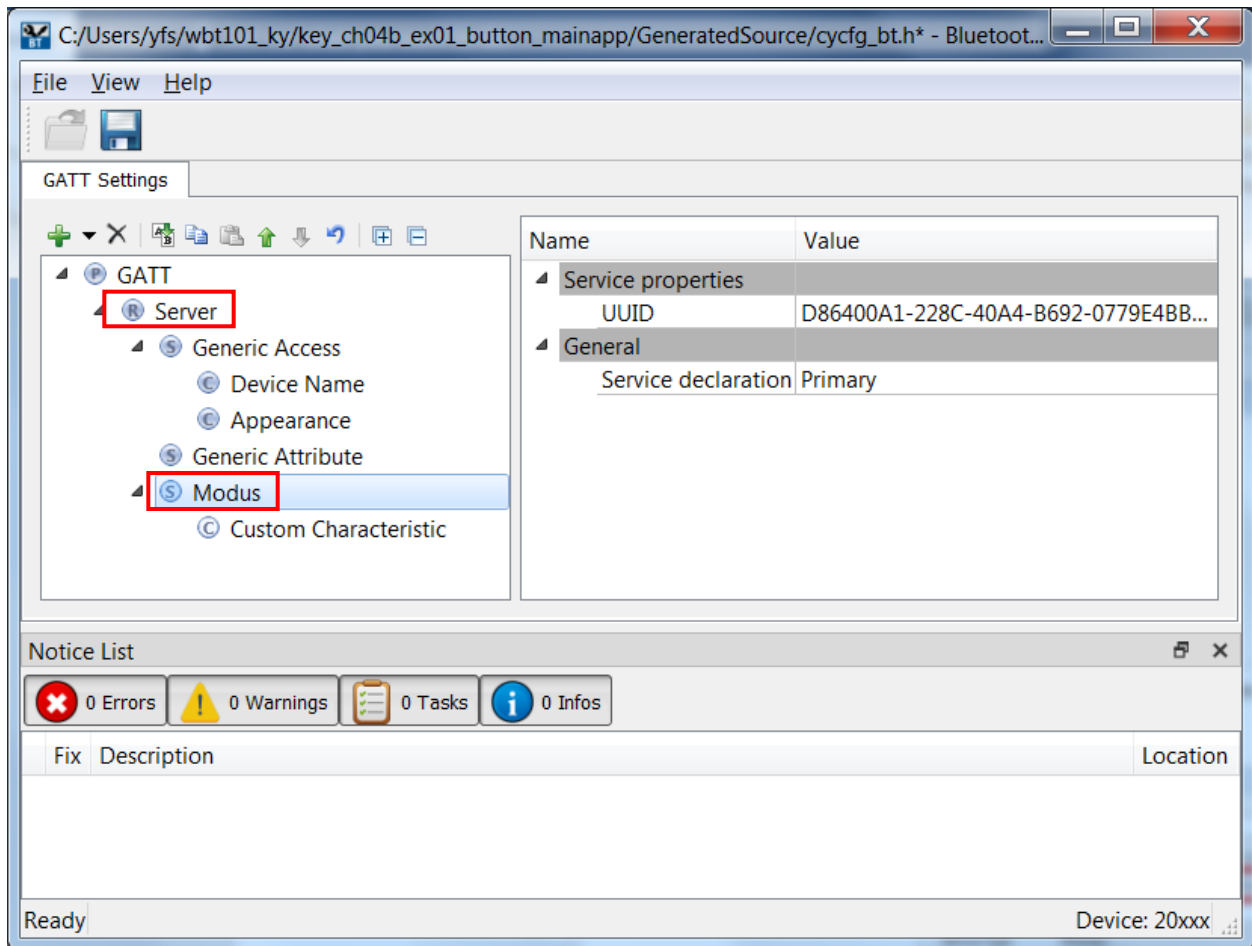 C:/Users/yfs/wbt101_ky/key_ch04b_ex01_button_mainapp/GeneratedSource/cycfg_bt.h* - Bluetoot...
File View Help
GATT Settings
GATT
Server
Generic Access
Device Name
Appearance
Generic Attribute
Modus
Custom Characteristic
Name Value
Service properties
UUID D86400A1-228C-40A4-B692-0779E4BB...
General
Service declaration Primary
Notice List
0 Errors 0 Warnings 0 Tasks 0 Infos
Fix Description Location
Ready Device: 20xxx